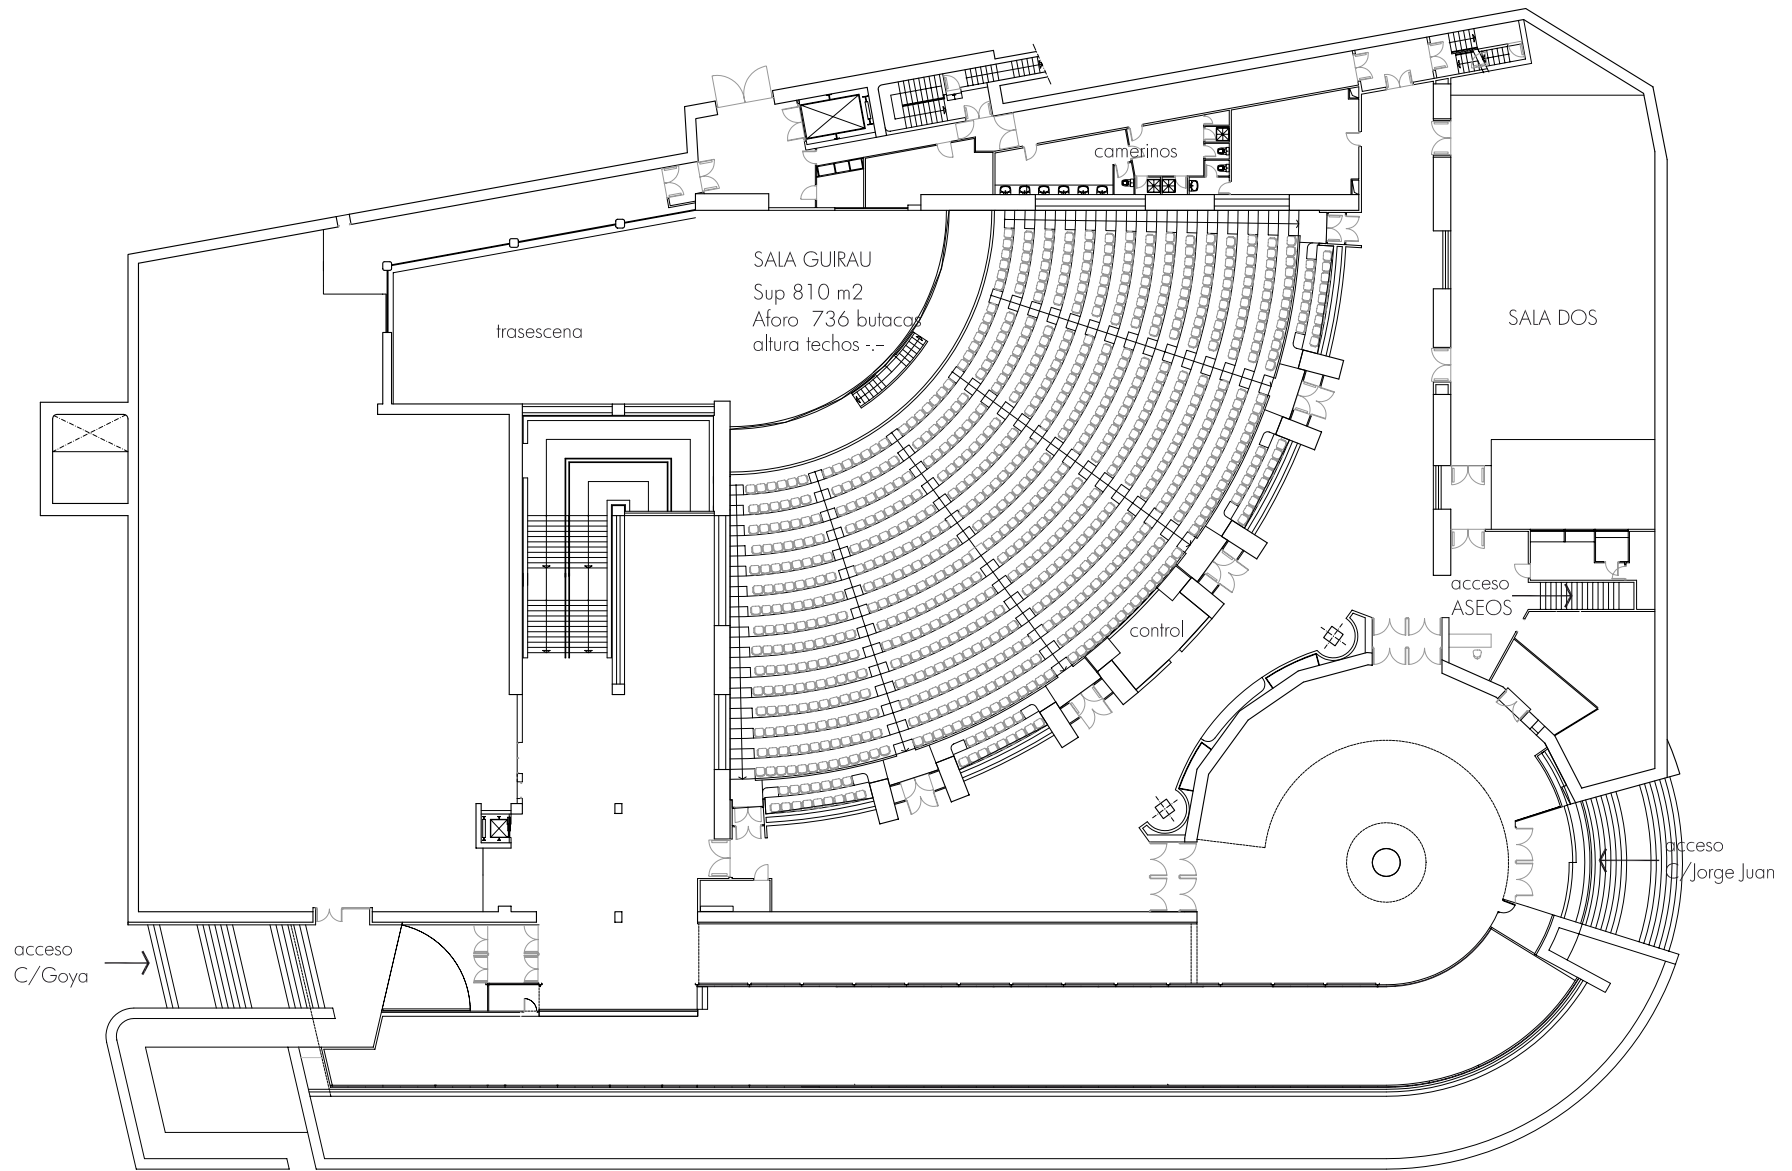 camerinos
SALA GUIRAU
Sup 810 m2
Aforo 736 butacas
altura techos -.-
trasescena
SALA DOS
acceso
ASEOS
control
acceso
C/Jorge Juan
acceso
C/Goya